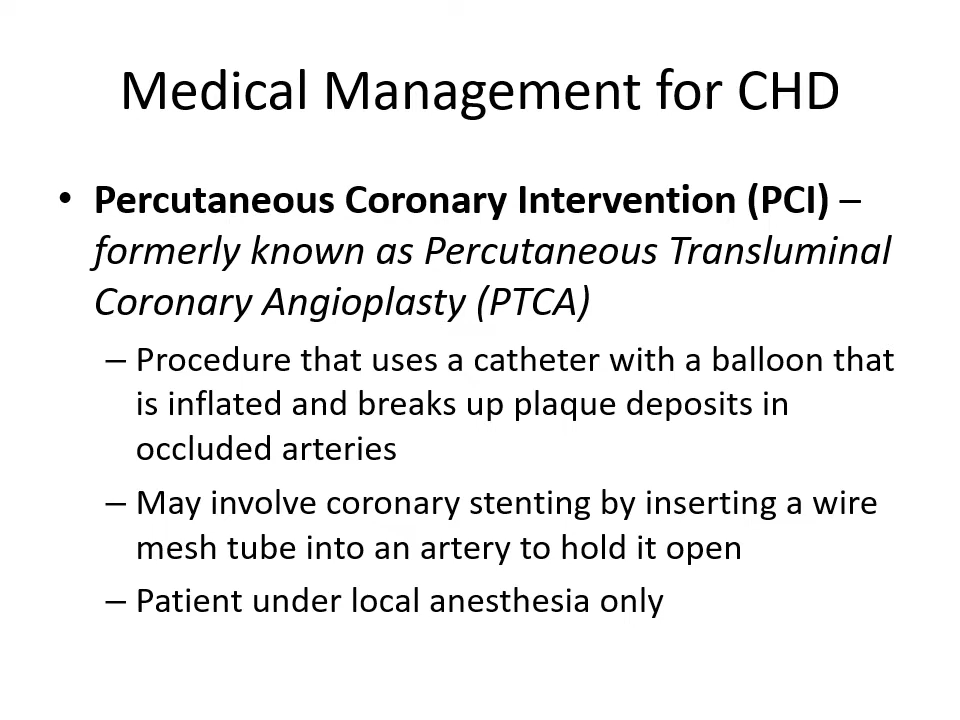 Medical Management for CHD
• Percutaneous Coronary Intervention (PCI) –
formerly known as Percutaneous Transluminal
Coronary Angioplasty (PTCA)
– Procedure that uses a catheter with a balloon that
is inflated and breaks up plaque deposits in
occluded arteries
– May involve coronary stenting by inserting a wire
mesh tube into an artery to hold it open
– Patient under local anesthesia only